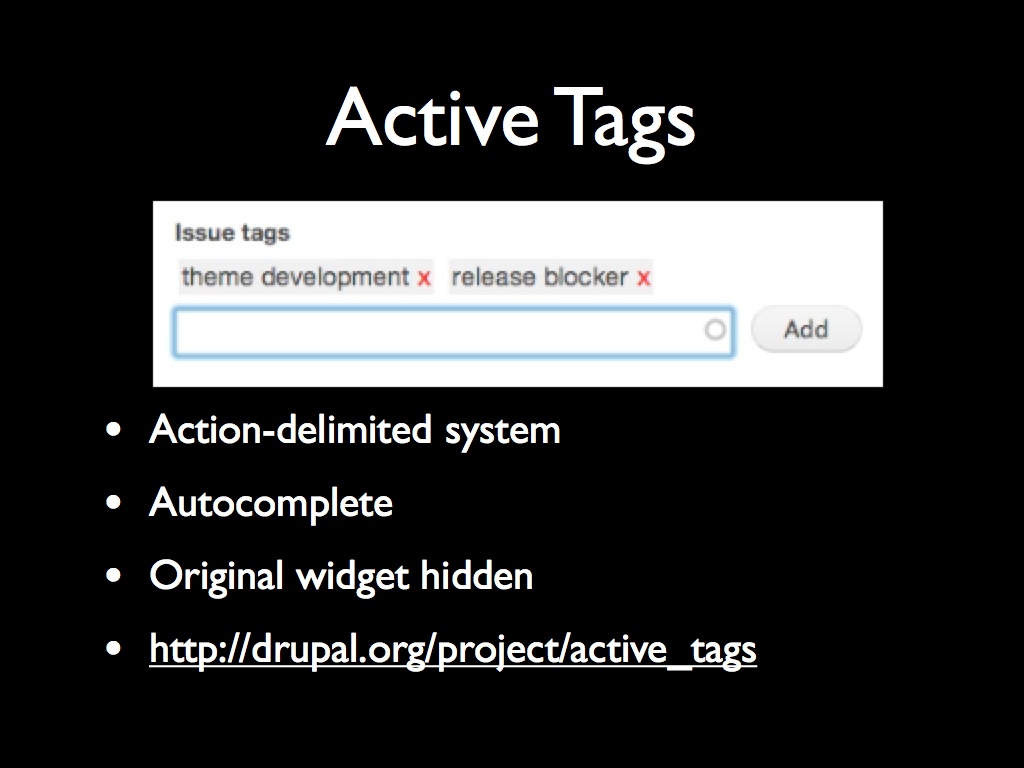 Active Tags
Issue tags
theme development x release blocker x
Add
• Action-delimited system
• Autocomplete
• Original widget hidden
• http://drupal.org/project/active_tags